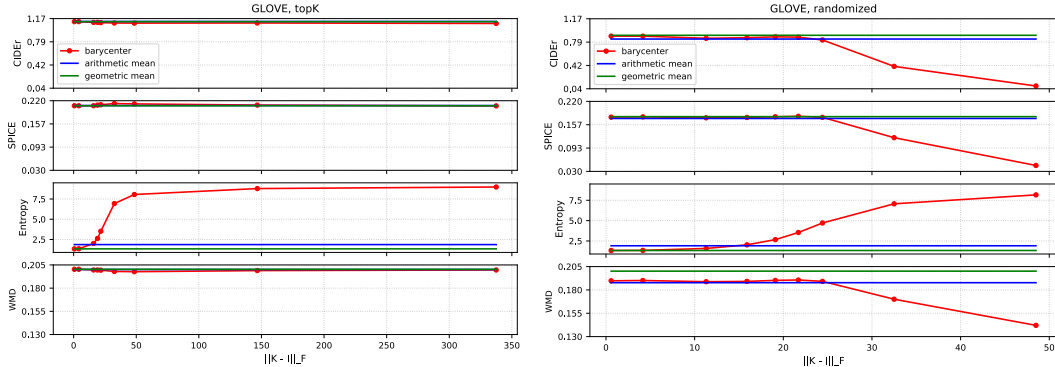 GLOVE, topK
1.17
0.79
0.42
0.04
CIDEr
barycenter
arithmetic mean
geometric mean
0.220
0.157
0.093
0.030
SPICE
7.5
5.0
2.5
Entropy
0.205
0.180
0.155
0.130
WMD
0 50 100 150 200 250 300 350
||K - I||_F
GLOVE, randomized
1.17
0.79
0.42
0.04
CIDEr
barycenter
arithmetic mean
geometric mean
0.220
0.157
0.093
0.030
SPICE
7.5
5.0
2.5
Entropy
0.205
0.180
0.155
0.130
WMD
0 10 20 30 40 50
||K - I||_F